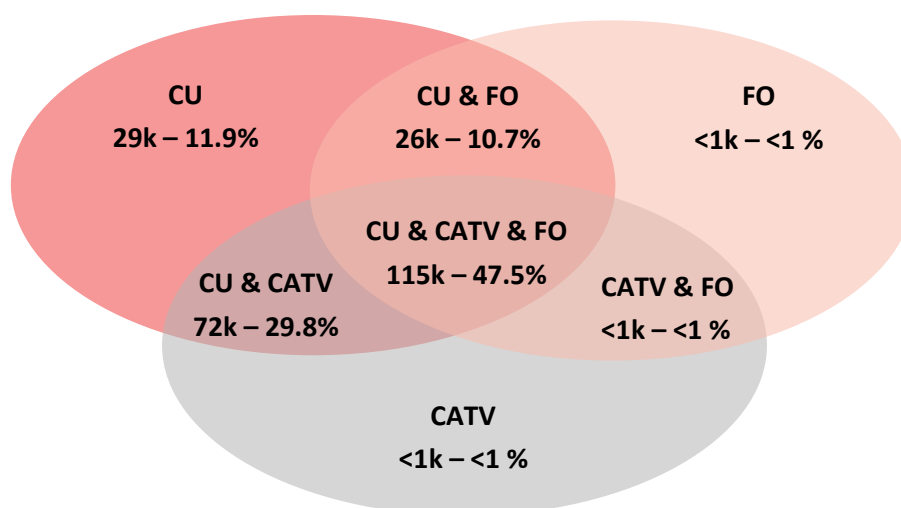 CU
29k – 11.9%
CU & FO
26k – 10.7%
FO
<1k – <1 %
CU & CATV & FO
115k – 47.5%
CU & CATV
72k – 29.8%
CATV & FO
<1k – <1 %
CATV
<1k – <1 %